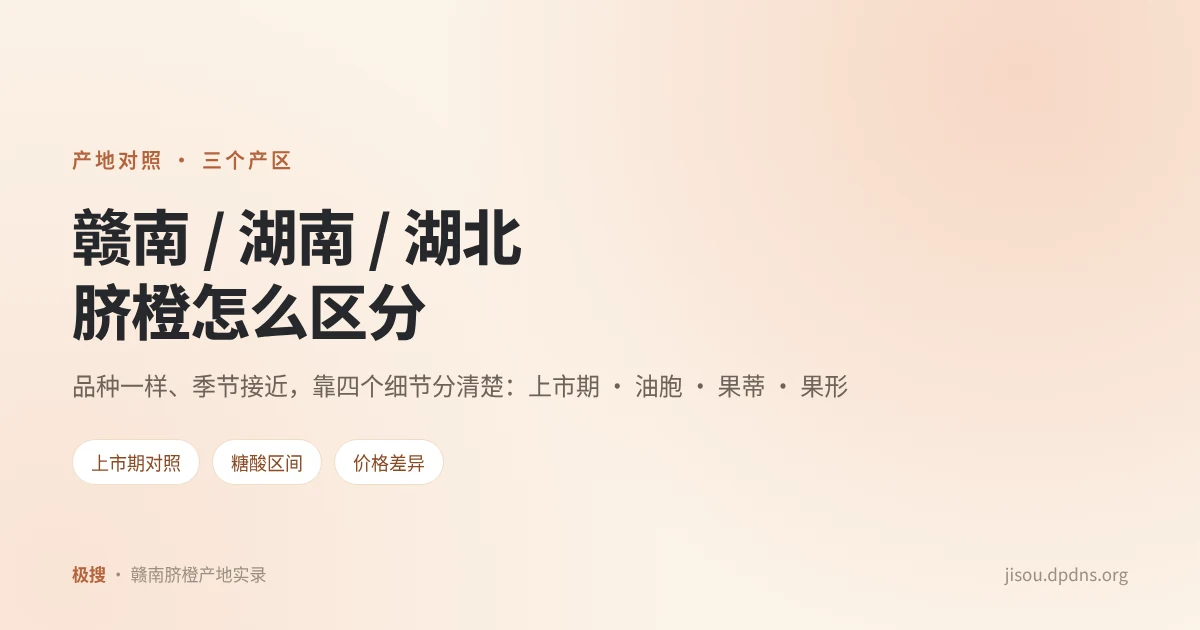 产地对照 · 三个产区
赣南 / 湖南 / 湖北
脐橙怎么区分
品种一样、季节接近，靠四个细节分清楚：上市期 · 油胞 · 果蒂 · 果形
上市期对照
糖酸区间
价格差异
极搜 · 赣南脐橙产地实录
jisou.dpdns.org